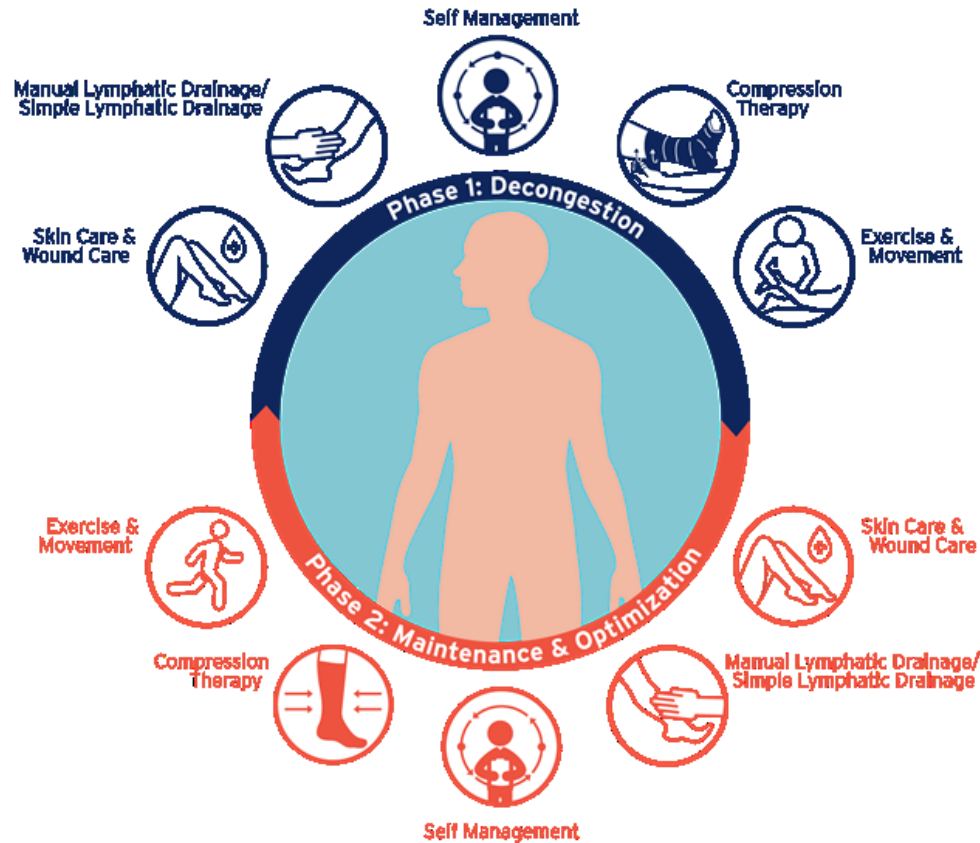 Self Management
Manual Lymphatic Drainage/
Simple Lymphatic Drainage
Compression
Therapy
Phase 1: Decongestion
Skin Care &
Wound Care
Exercise &
Movement
Exercise &
Movement
Skin Care &
Wound Care
Phase 2: Maintenance & Optimization
Compression
Therapy
Manual Lymphatic Drainage/
Simple Lymphatic Drainage
Self Management